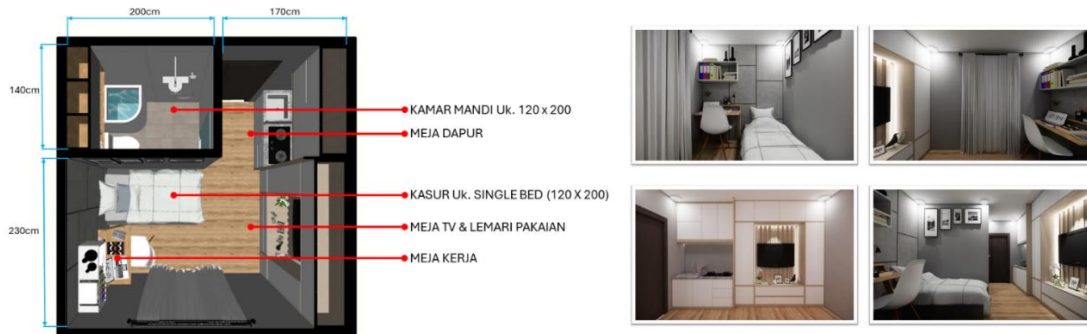 200cm
170cm
140cm
KAMAR MANDI Uk. 120 x 200
MEJA DAPUR
KASUR Uk. SINGLE BED (120 X 200)
230cm
MEJA TV & LEMARI PAKAIAN
MEJA KERJA